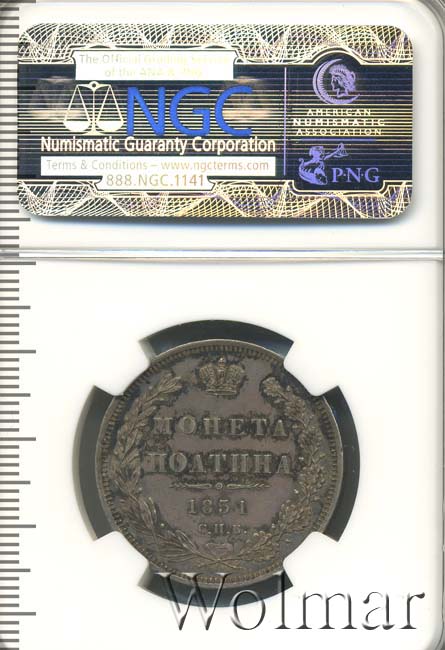 The Official Grading Service
of the ANA & PNG
NGC
Numismatic Guaranty Corporation
Terms & Conditions – www.ngcterms.com
888.NGC.1141
AMERICAN
NUMISMATIC
ASSOCIATION
P·N·G
МОНЕТА
ПОЛТИНА
1851
С.П.Б.
Wolmar